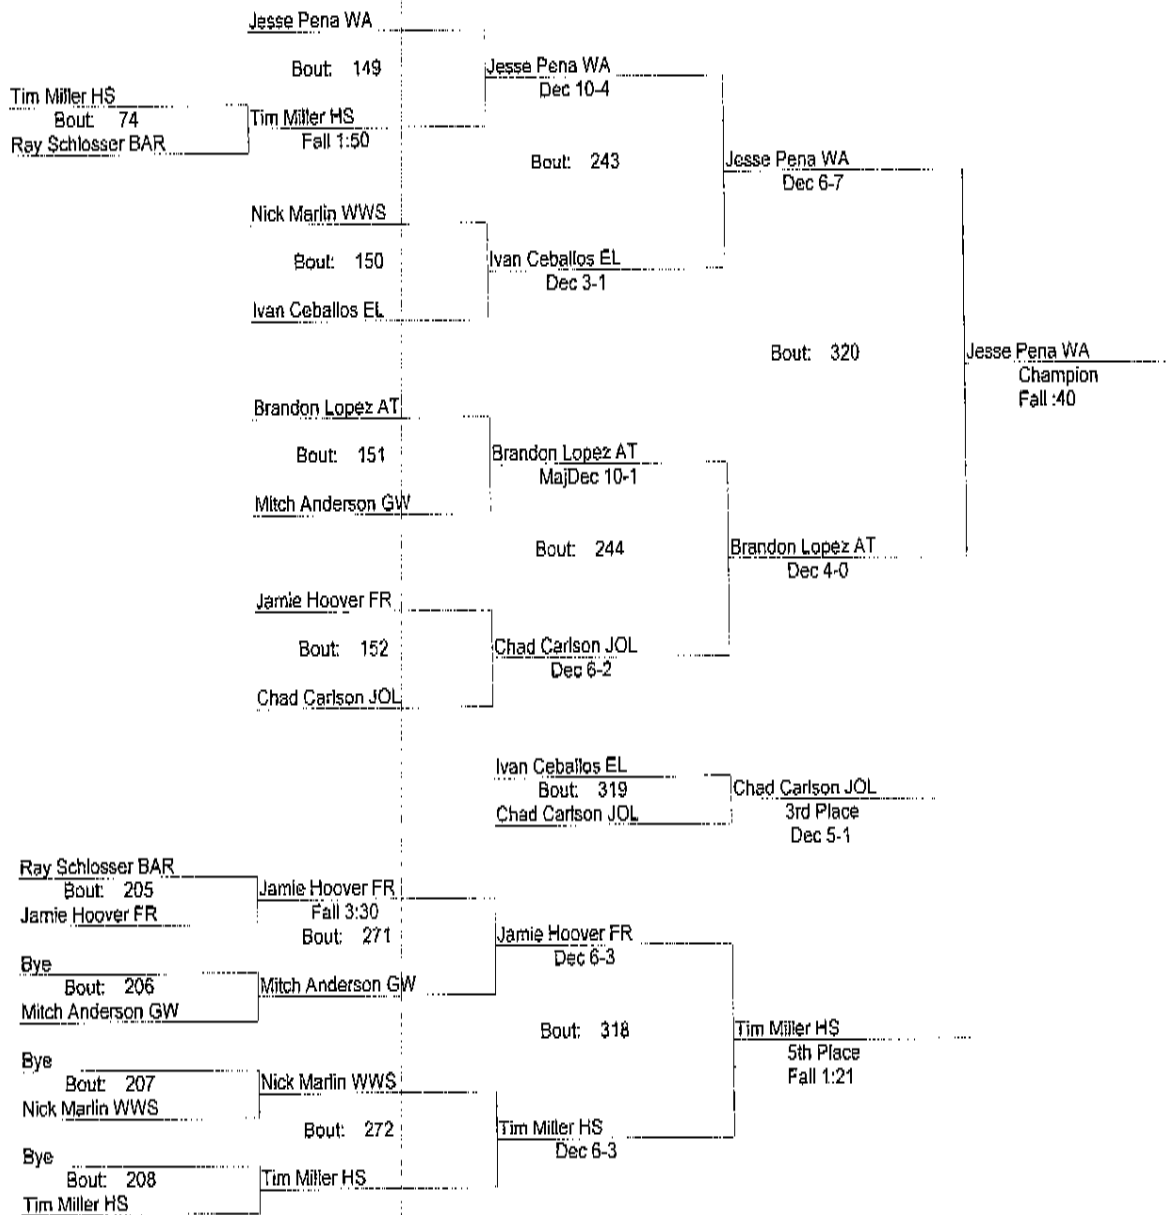 Jesse Pena WA
Bout: 149
Jesse Pena WA
Dec 10-4
Tim Miller HS
Bout: 74
Ray Schlosser BAR
Tim Miller HS
Fall 1:50
Bout: 243
Jesse Pena WA
Dec 6-7
Nick Marlin WWS
Bout: 150
Ivan Ceballos EL
Dec 3-1
Ivan Ceballos EL
Bout: 320
Jesse Pena WA
Champion
Fall :40
Brandon Lopez AT
Bout: 151
Brandon Lopez AT
MajDec 10-1
Mitch Anderson GW
Bout: 244
Brandon Lopez AT
Dec 4-0
Jamie Hoover FR
Bout: 152
Chad Carlson JOL
Dec 6-2
Chad Carlson JOL
Ivan Ceballos EL
Bout: 319
Chad Carlson JOL
Chad Carlson JOL
3rd Place
Dec 5-1
Ray Schlosser BAR
Bout: 205
Jamie Hoover FR
Jamie Hoover FR
Fall 3:30
Bout: 271
Jamie Hoover FR
Dec 6-3
Bye
Bout: 206
Mitch Anderson GW
Mitch Anderson GW
Bout: 318
Tim Miller HS
5th Place
Fall 1:21
Bye
Bout: 207
Nick Marlin WWS
Nick Marlin WWS
Bout: 272
Tim Miller HS
Dec 6-3
Bye
Bout: 208
Tim Miller HS
Tim Miller HS